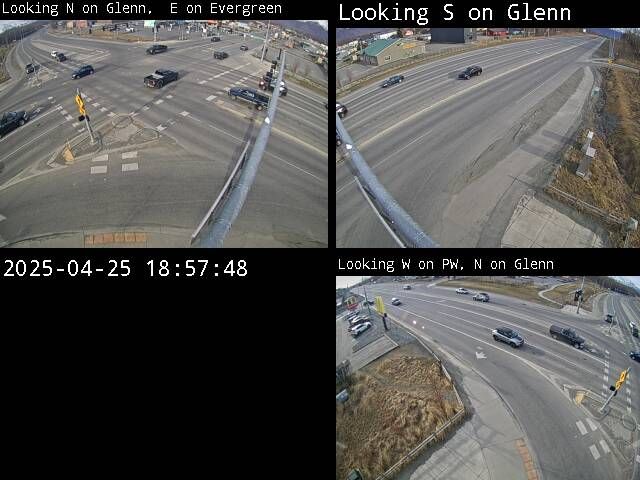 Looking N on Glenn,  E on Evergreen
Looking S on Glenn
2025-04-25 18:57:48
Looking W on PW, N on Glenn